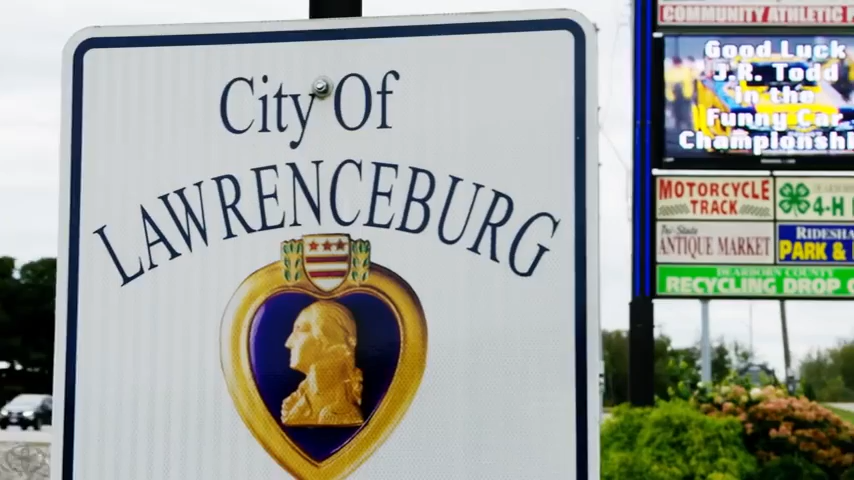 City Of
LAWRENCEBURG
COMMUNITY ATHLETIC
Good Luck
J.R. Todd
in the
Funny Car
Championshi
MOTORCYCLE
TRACK
4-H
Tri-State
ANTIQUE MARKET
RIDESHA
PARK &
DEARBORN COUNTY
RECYCLING DROP